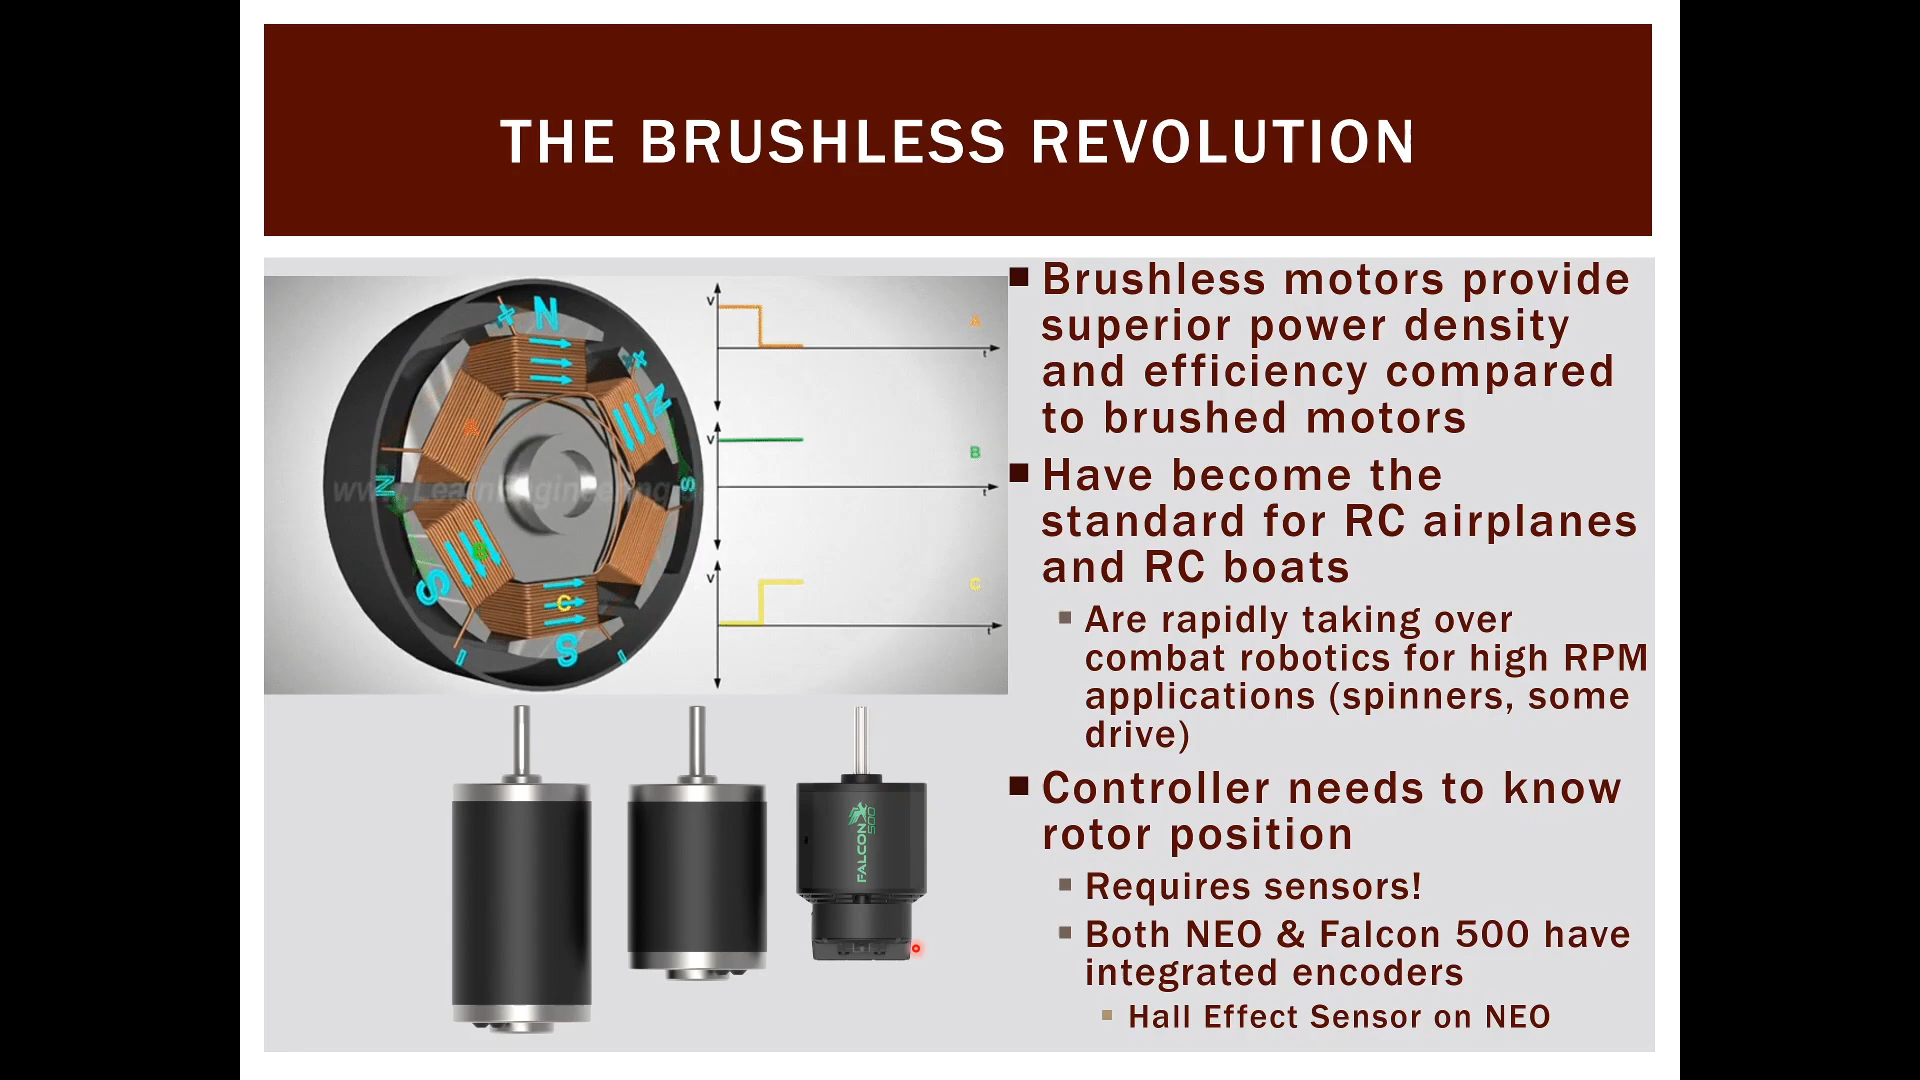 THE BRUSHLESS REVOLUTION
+ N
+
N
A
N
S
B
S
C
S
-
-
V
A
t
V
B
t
V
C
t
FALCON
500
Brushless motors provide
superior power density
and efficiency compared
to brushed motors
Have become the
standard for RC airplanes
and RC boats
Are rapidly taking over
combat robotics for high RPM
applications (spinners, some
drive)
Controller needs to know
rotor position
Requires sensors!
Both NEO & Falcon 500 have
integrated encoders
Hall Effect Sensor on NEO